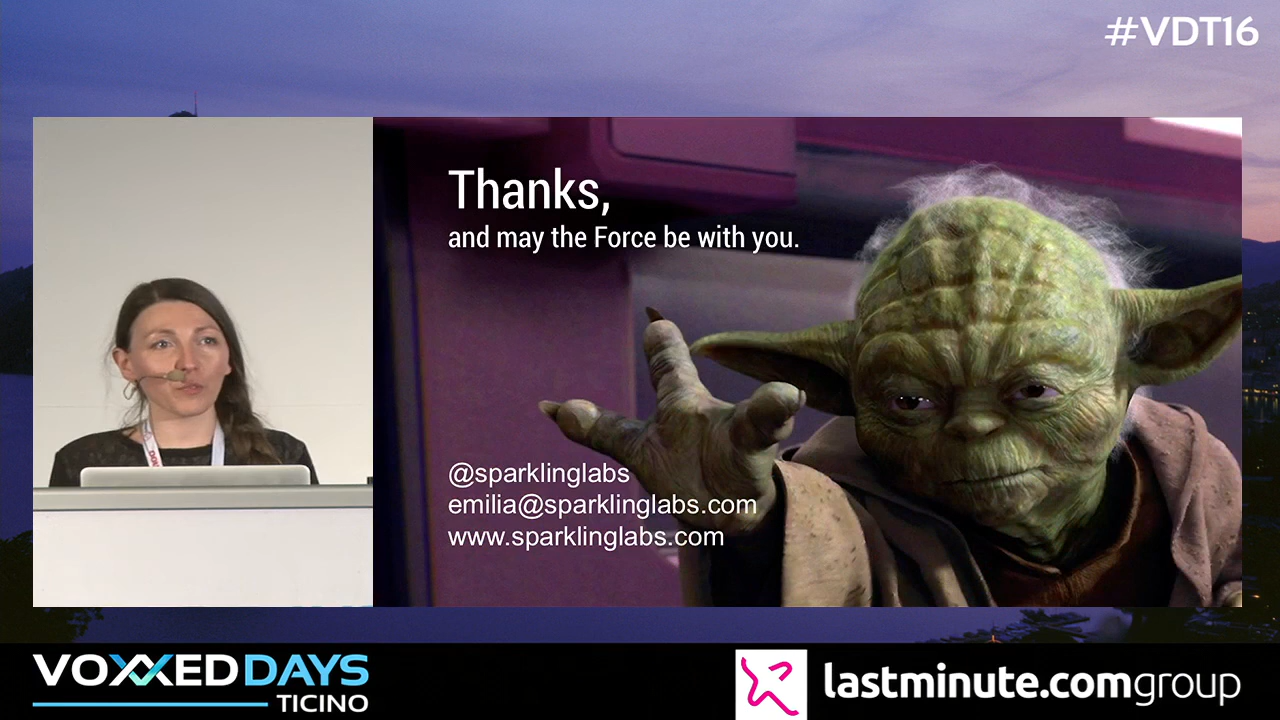 #VDT16
Thanks,
and may the Force be with you.
@sparklinglabs
emilia@sparklinglabs.com
www.sparklinglabs.com
VOXXED DAYS
TICINO
lastminute.comgroup